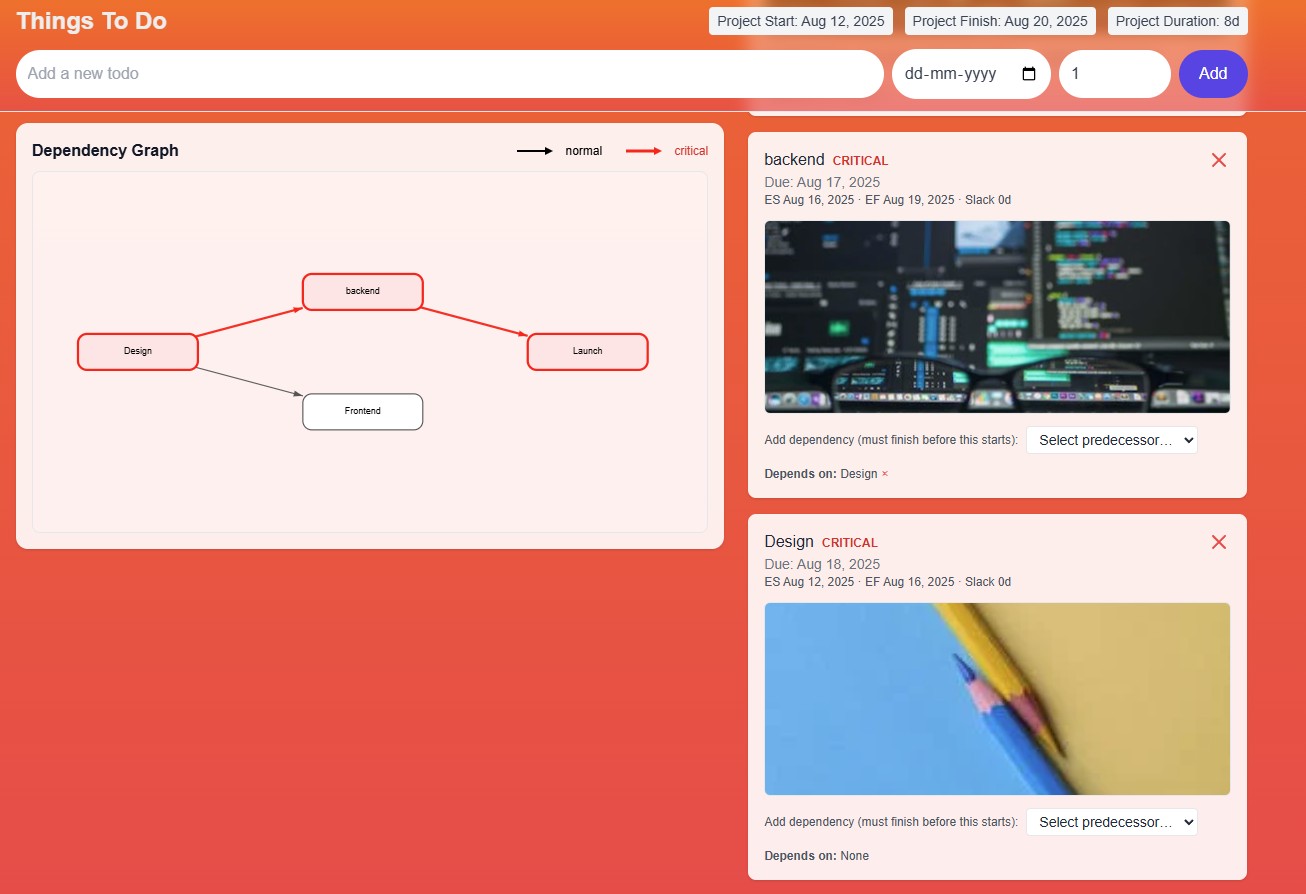 Things To Do
Project Start: Aug 12, 2025
Project Finish: Aug 20, 2025
Project Duration: 8d
Add a new todo
dd-mm-yyyy
1
Add
Dependency Graph
normal
critical
backend
Design
Launch
Frontend
backend CRITICAL
Due: Aug 17, 2025
ES Aug 16, 2025 · EF Aug 19, 2025 · Slack 0d
Add dependency (must finish before this starts):
Select predecessor…
Depends on: Design ×
Design CRITICAL
Due: Aug 18, 2025
ES Aug 12, 2025 · EF Aug 16, 2025 · Slack 0d
Add dependency (must finish before this starts):
Select predecessor…
Depends on: None